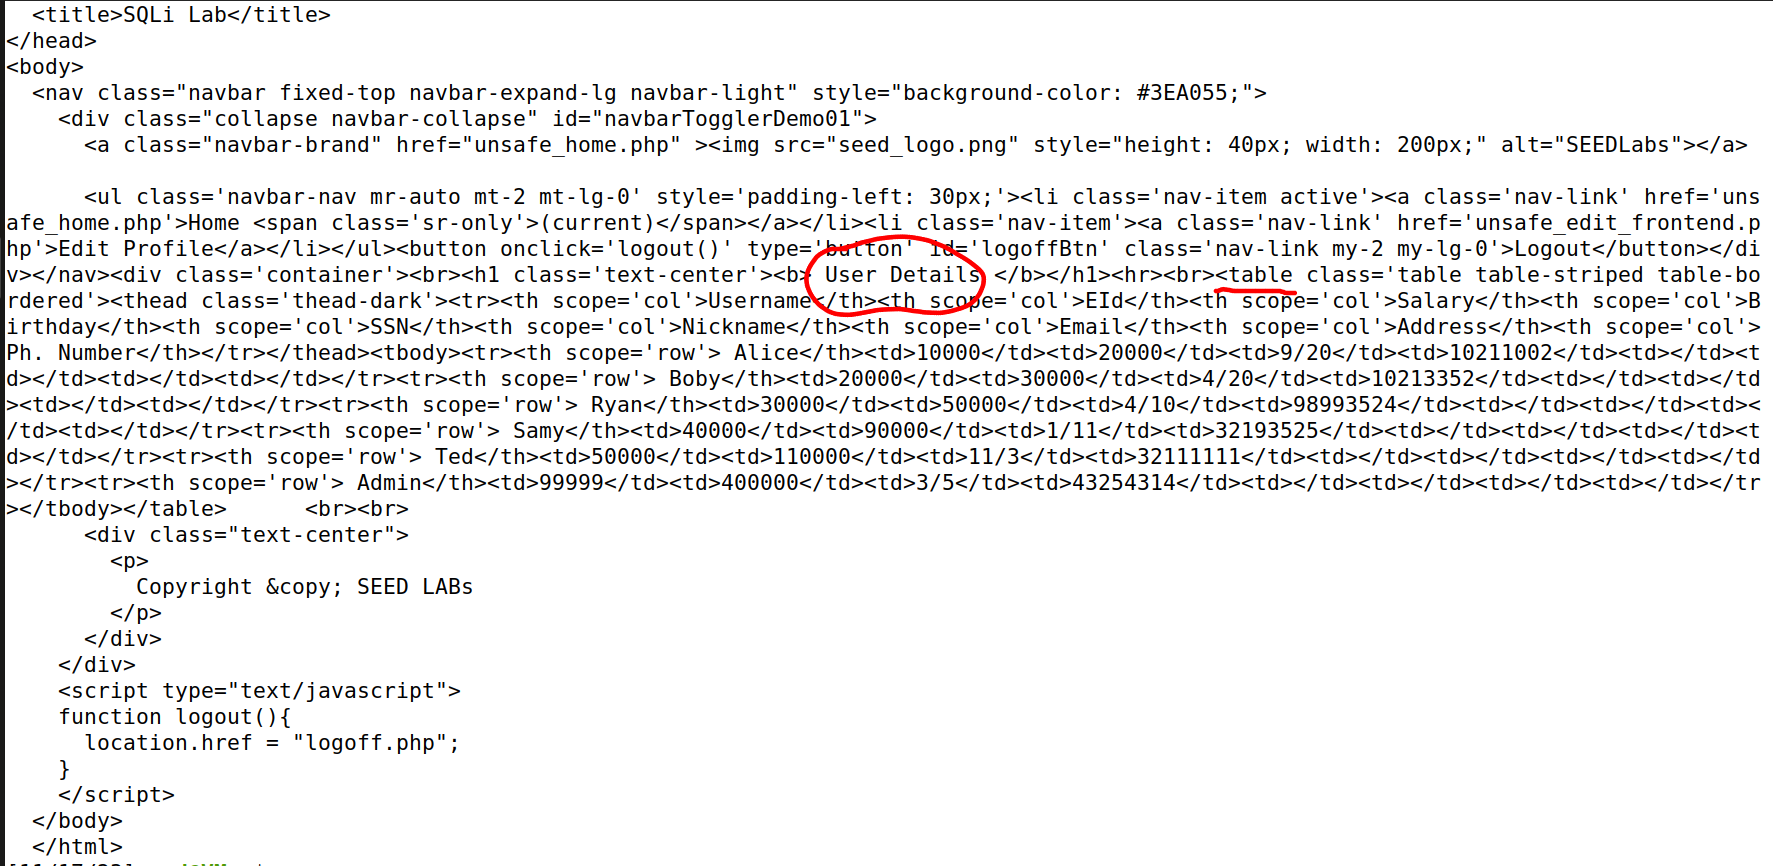 <title>SQLi Lab</title>
</head>
<body>
<nav class="navbar fixed-top navbar-expand-lg navbar-light" style="background-color: #3EA055;">
<div class="collapse navbar-collapse" id="navbarTogglerDemo01">
<a class="navbar-brand" href="unsafe_home.php" ><img src="seed_logo.png" style="height: 40px; width: 200px;" alt="SEEDLabs"></a>
<ul class='navbar-nav mr-auto mt-2 mt-lg-0' style='padding-left: 30px;'><li class='nav-item active'><a class='nav-link' href='uns
afe_home.php'>Home <span class='sr-only'>(current)</span></a></li><li class='nav-item'><a class='nav-link' href='unsafe_edit_frontend.p
hp'>Edit Profile</a></li></ul><button onclick='logout()' type='button' id='logoffBtn' class='nav-link my-2 my-lg-0'>Logout</button></di
v></nav><div class='container'><br><h1 class='text-center'><b> User Details </b></h1><hr><br><table class='table table-striped table-bo
rdered'><thead class='thead-dark'><tr><th scope='col'>Username</th><th scope='col'>EId</th><th scope='col'>Salary</th><th scope='col'>B
irthday</th><th scope='col'>SSN</th><th scope='col'>Nickname</th><th scope='col'>Email</th><th scope='col'>Address</th><th scope='col'>
Ph. Number</th></tr></thead><tbody><tr><th scope='row'> Alice</th><td>10000</td><td>20000</td><td>9/20</td><td>10211002</td><td></td><t
d></td><td></td><td></td></tr><tr><th scope='row'> Boby</th><td>20000</td><td>30000</td><td>4/20</td><td>10213352</td><td></td><td></td
><td></td><td></td></tr><tr><th scope='row'> Ryan</th><td>30000</td><td>50000</td><td>4/10</td><td>98993524</td><td></td><td></td><td><
/td><td></td></tr><tr><th scope='row'> Samy</th><td>40000</td><td>90000</td><td>1/11</td><td>32193525</td><td></td><td></td><td></td><t
d></td></tr><tr><th scope='row'> Ted</th><td>50000</td><td>110000</td><td>11/3</td><td>32111111</td><td></td><td></td><td></td><td></td
></tr><tr><th scope='row'> Admin</th><td>99999</td><td>400000</td><td>3/5</td><td>43254314</td><td></td><td></td><td></td><td></td></tr
></tbody></table>      <br><br>
<div class="text-center">
<p>
Copyright &copy; SEED LABs
</p>
</div>
</div>
<script type="text/javascript">
function logout(){
location.href = "logoff.php";
}
</script>
</body>
</html>